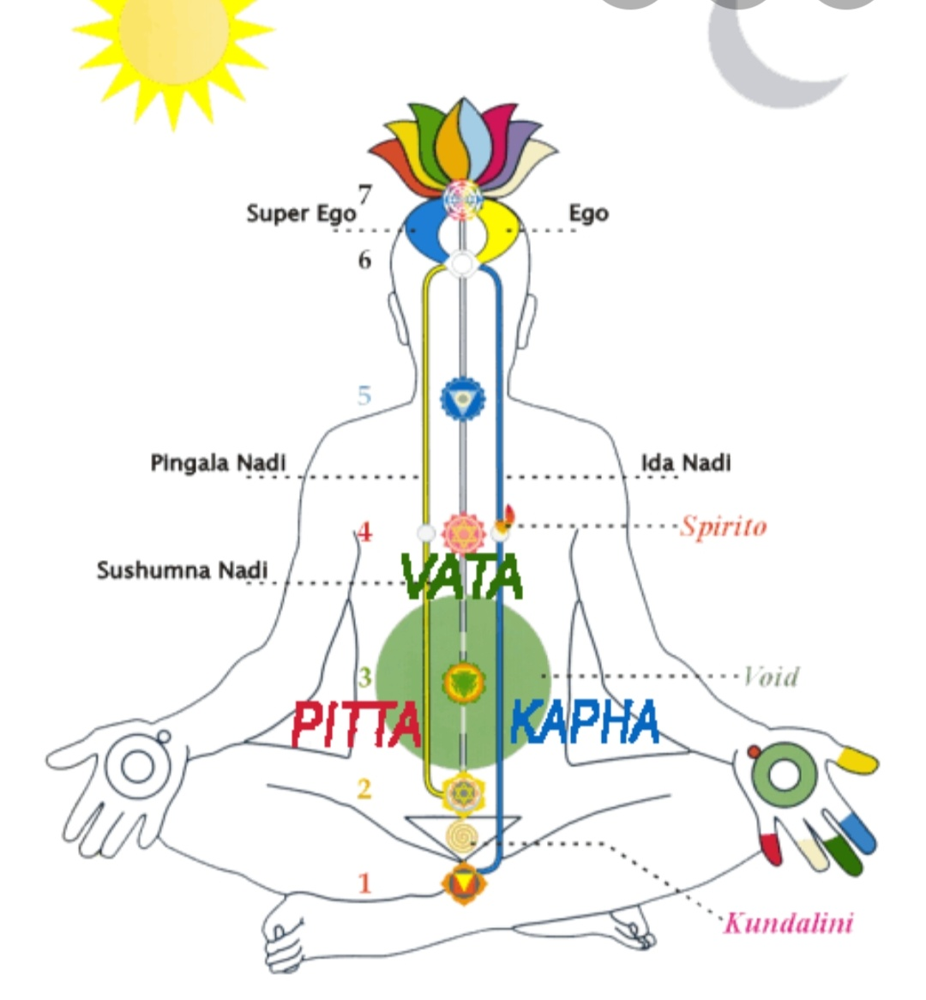 7
Super Ego
Ego
6
5
Pingala Nadi
Ida Nadi
Spirito
4
Sushumna Nadi
VATA
3
Void
PITTA
KAPHA
2
1
Kundalini